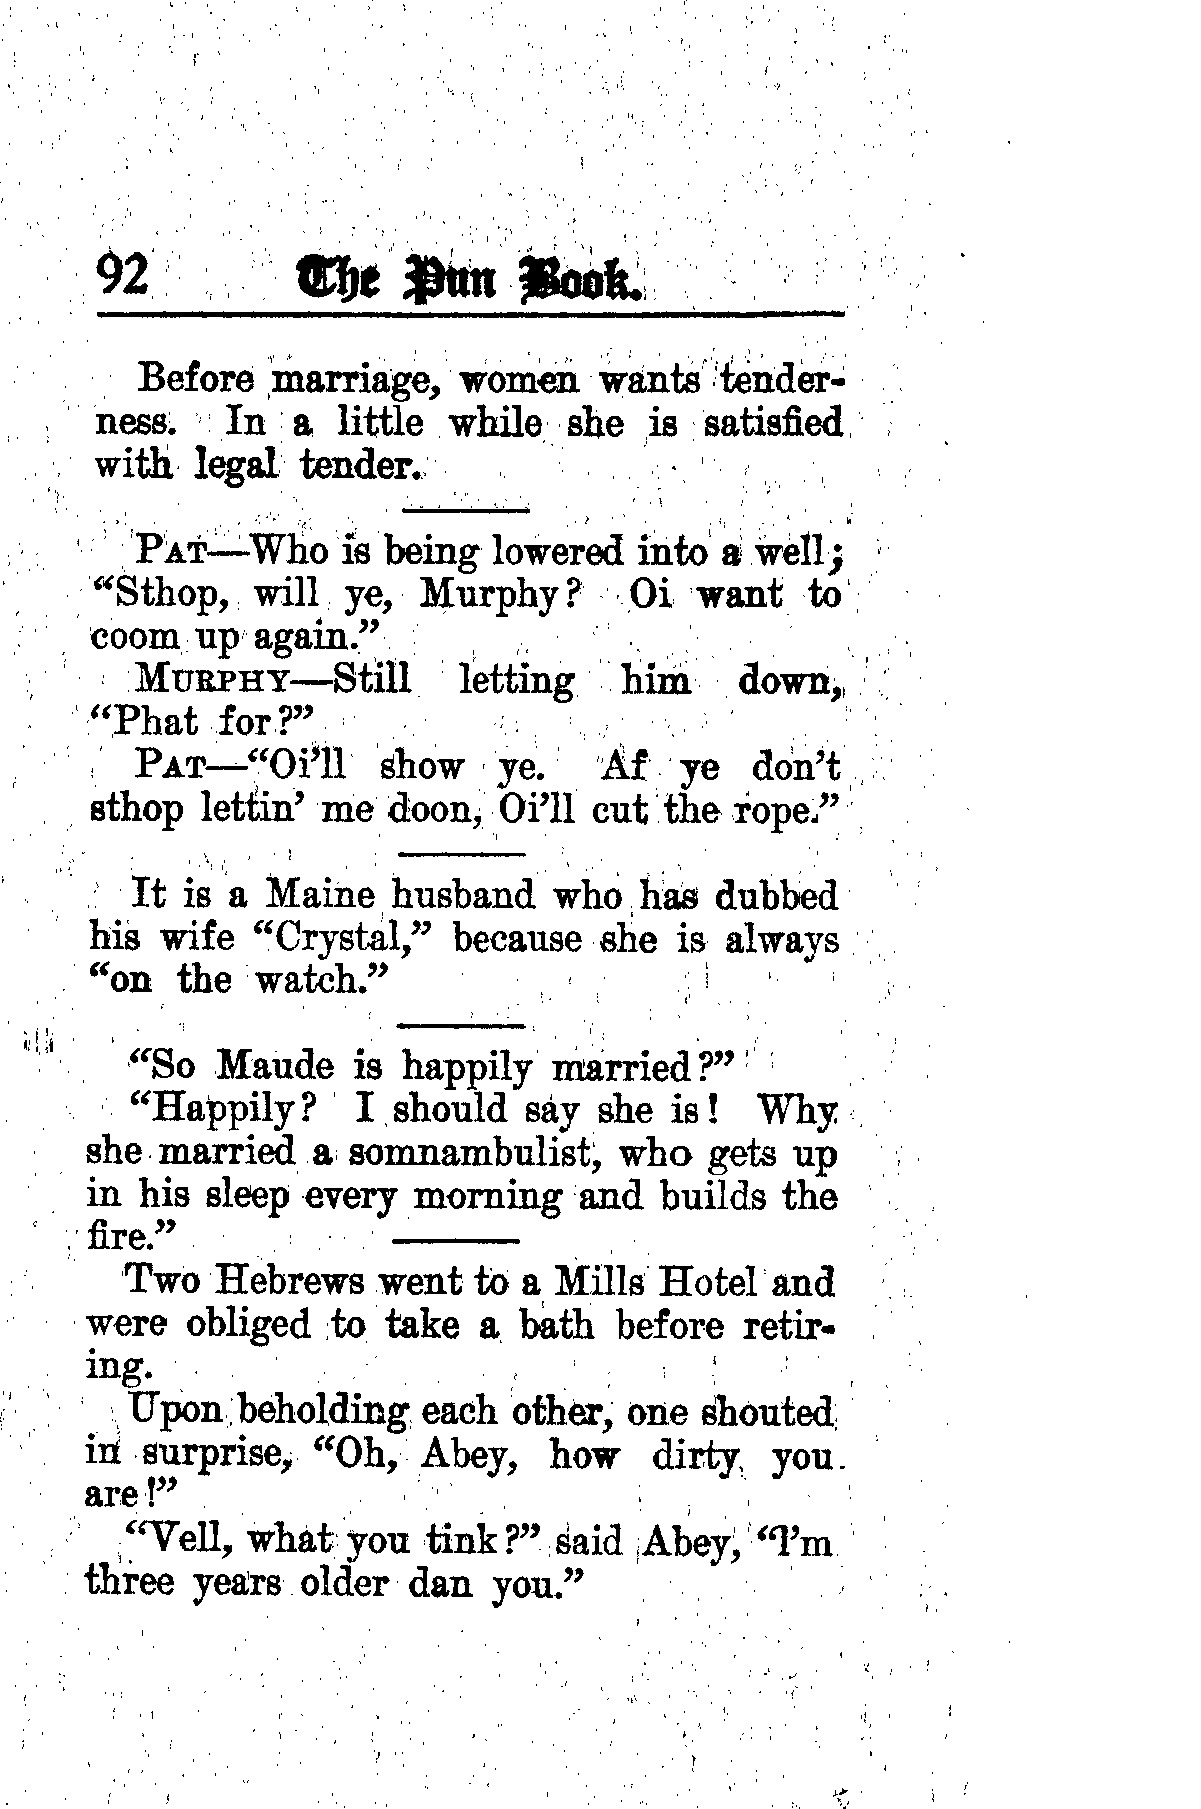 92 The Pun Book.
Before marriage, women wants tender-
ness. In a little while she is satisfied
with legal tender.
PAT—Who is being lowered into a well;
“Sthop, will ye, Murphy? Oi want to
coom up again.”
MURPHY—Still letting him down,
“Phat for?”
PAT—“Oi’ll show ye. Af ye don’t
sthop lettin’ me doon, Oi’ll cut the rope.”
It is a Maine husband who has dubbed
his wife “Crystal,” because she is always
“on the watch.”
“So Maude is happily married?”
“Happily? I should say she is! Why
she married a somnambulist, who gets up
in his sleep every morning and builds the
fire.”
Two Hebrews went to a Mills Hotel and
were obliged to take a bath before retir-
ing.
Upon beholding each other, one shouted
in surprise, “Oh, Abey, how dirty you
are!”
“Vell, what you tink?” said Abey, “I’m
three years older dan you.”